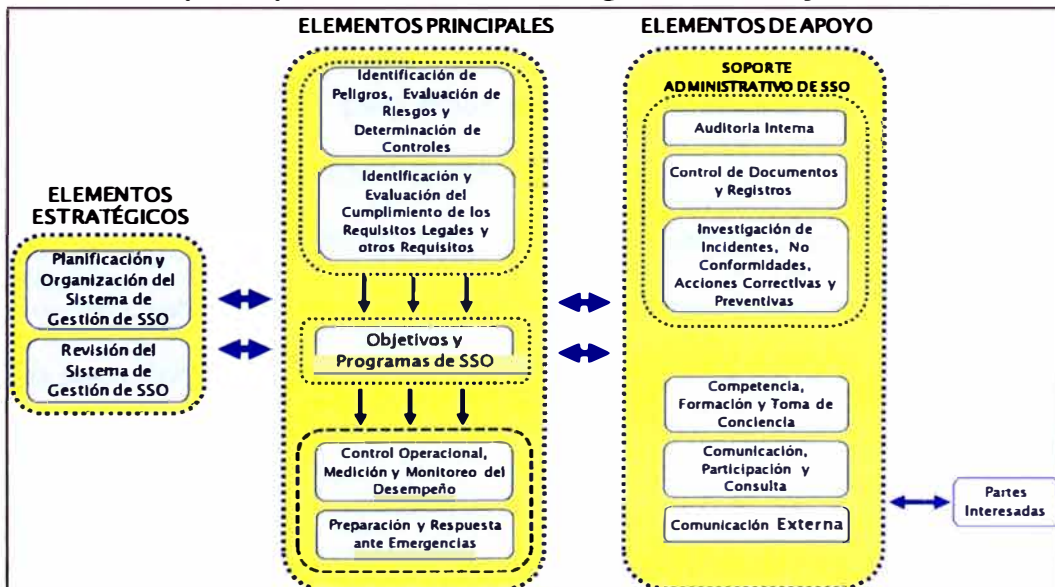 ELEMENTOS PRINCIPALES
ELEMENTOS DE APOYO
ELEMENTOS
ESTRATÉGICOS
Planificación y
Organización del
Sistema de
Gestión de SSO
Revisión del
Sistema de
Gestión de SSO
Identificación de
Peligros, Evaluación de
Riesgos y
Determinación de
Controles
Identificación y
Evaluación del
Cumplimiento de los
Requisitos Legales y
otros Requisitos
Objetivos y
Programas de SSO
Control Operacional,
Medición y Monitoreo del
Desempeño
Preparación y Respuesta
ante Emergencias
SOPORTE
ADMINISTRATIVO DE SSO
Auditoria Interna
Control de Documentos
y Registros
Investigación de
Incidentes, No
Conformidades,
Acciones Correctivas y
Preventivas
Competencia,
Formación y Toma de
Conciencia
Comunicación,
Participación y
Consulta
Comunicación Externa
Partes
Interesadas